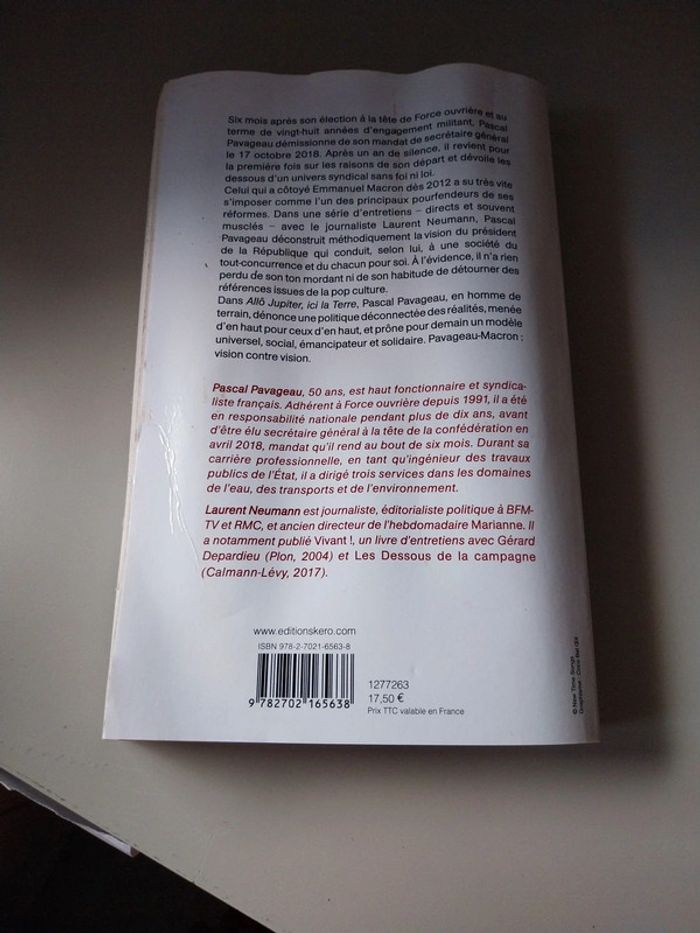 Six mois après son élection à la tête de Force ouvrière et au
terme de vingt-huit années d'engagement militant, Pascal
Pavageau démissionne de son mandat de secrétaire général
le 17 octobre 2018. Après un an de silence, il revient pour
la première fois sur les raisons de son départ et dévoile les
dessous d'un univers syndical sans foi ni loi.
Celui qui a côtoyé Emmanuel Macron dès 2012 a su très vite
s'imposer comme l'un des principaux pourfendeurs de ses
réformes. Dans une série d'entretiens – directs et souvent
musclés – avec le journaliste Laurent Neumann, Pascal
Pavageau déconstruit méthodiquement la vision du président
de la République qui conduit, selon lui, à une société du
tout-concurrence et du chacun pour soi. À l'évidence, il n'a rien
perdu de son ton mordant ni de son habitude de détourner des
références issues de la pop culture.
Dans Allô Jupiter, ici la Terre, Pascal Pavageau, en homme de
terrain, dénonce une politique déconnectée des réalités, menée
d'en haut pour ceux d'en haut, et prône pour demain un modèle
universel, social, émancipateur et solidaire. Pavageau-Macron :
vision contre vision.
Pascal Pavageau, 50 ans, est haut fonctionnaire et syndica-
liste français. Adhérent à Force ouvrière depuis 1991, il a été
en responsabilité nationale pendant plus de dix ans, avant
d'être élu secrétaire général à la tête de la confédération en
avril 2018, mandat qu'il rend au bout de six mois. Durant sa
carrière professionnelle, en tant qu'ingénieur des travaux
publics de l'État, il a dirigé trois services dans les domaines
de l'eau, des transports et de l'environnement.
Laurent Neumann est journaliste, éditorialiste politique à BFM-
TV et RMC, et ancien directeur de l'hebdomadaire Marianne. Il
a notamment publié Vivant !, un livre d'entretiens avec Gérard
Depardieu (Plon, 2004) et Les Dessous de la campagne
(Calmann-Lévy, 2017).
www.editionskero.com
ISBN 978-2-7021-6563-8
9 782702 165638
1277263
17,50 €
Prix TTC valable en France
© New Time Songs